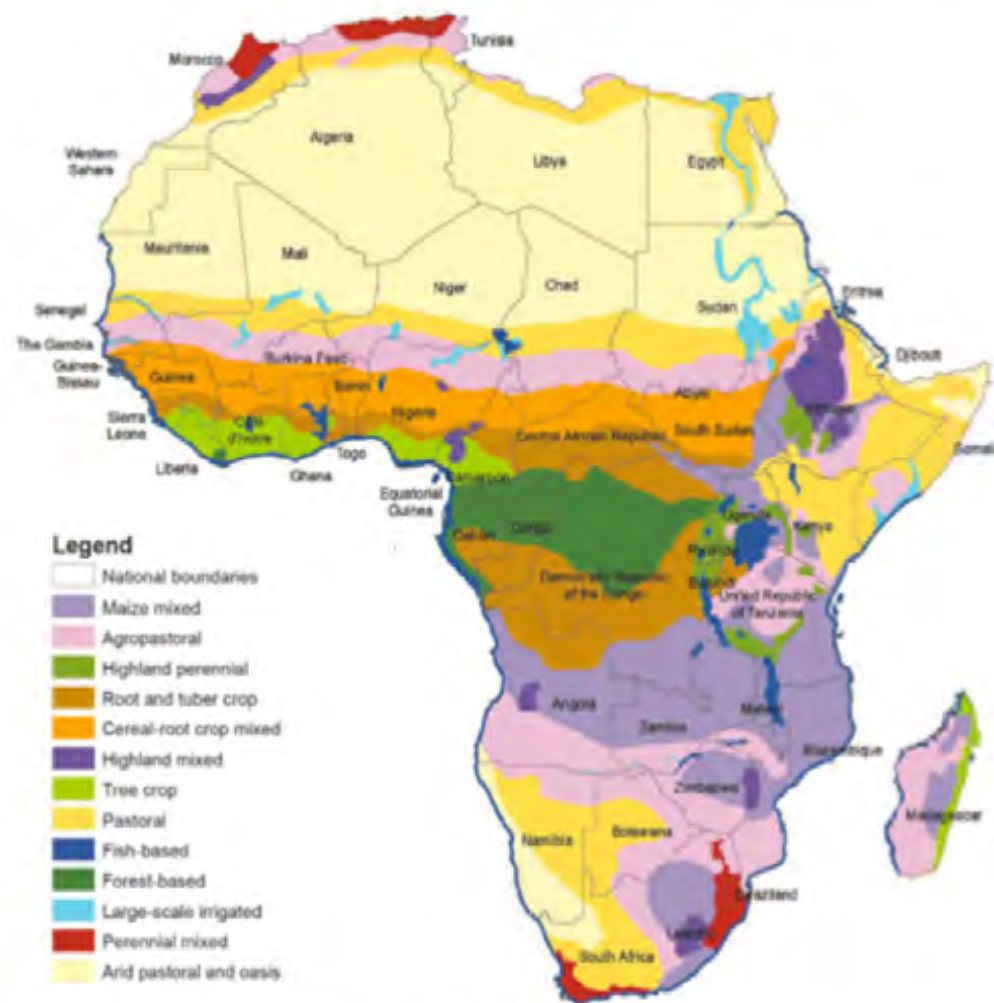 Tunisia
Morocco
Algeria
Libya
Egypt
Western
Sahara
Mauritania
Mali
Niger
Chad
Sudan
Eritrea
Senegal
The Gambia
Guinea-
Bissau
Burkina Faso
Djibouti
Guinea
Benin
Abyei
Nigeria
Ethiopia
Sierra
Leone
Côte
d'Ivoire
Central African Republic
South Sudan
Somali
Liberia
Ghana
Togo
Cameroon
Equatorial
Guinea
Uganda
Kenya
Congo
Gabon
Rwanda
Burundi
Democratic Republic
of the Congo
United Republic
of Tanzania
Angola
Zambia
Malawi
Mozambique
Zimbabwe
Madagascar
Namibia
Botswana
Swaziland
Lesotho
South Africa
Legend
National boundaries
Maize mixed
Agropastoral
Highland perennial
Root and tuber crop
Cereal-root crop mixed
Highland mixed
Tree crop
Pastoral
Fish-based
Forest-based
Large-scale irrigated
Perennial mixed
Arid pastoral and oasis